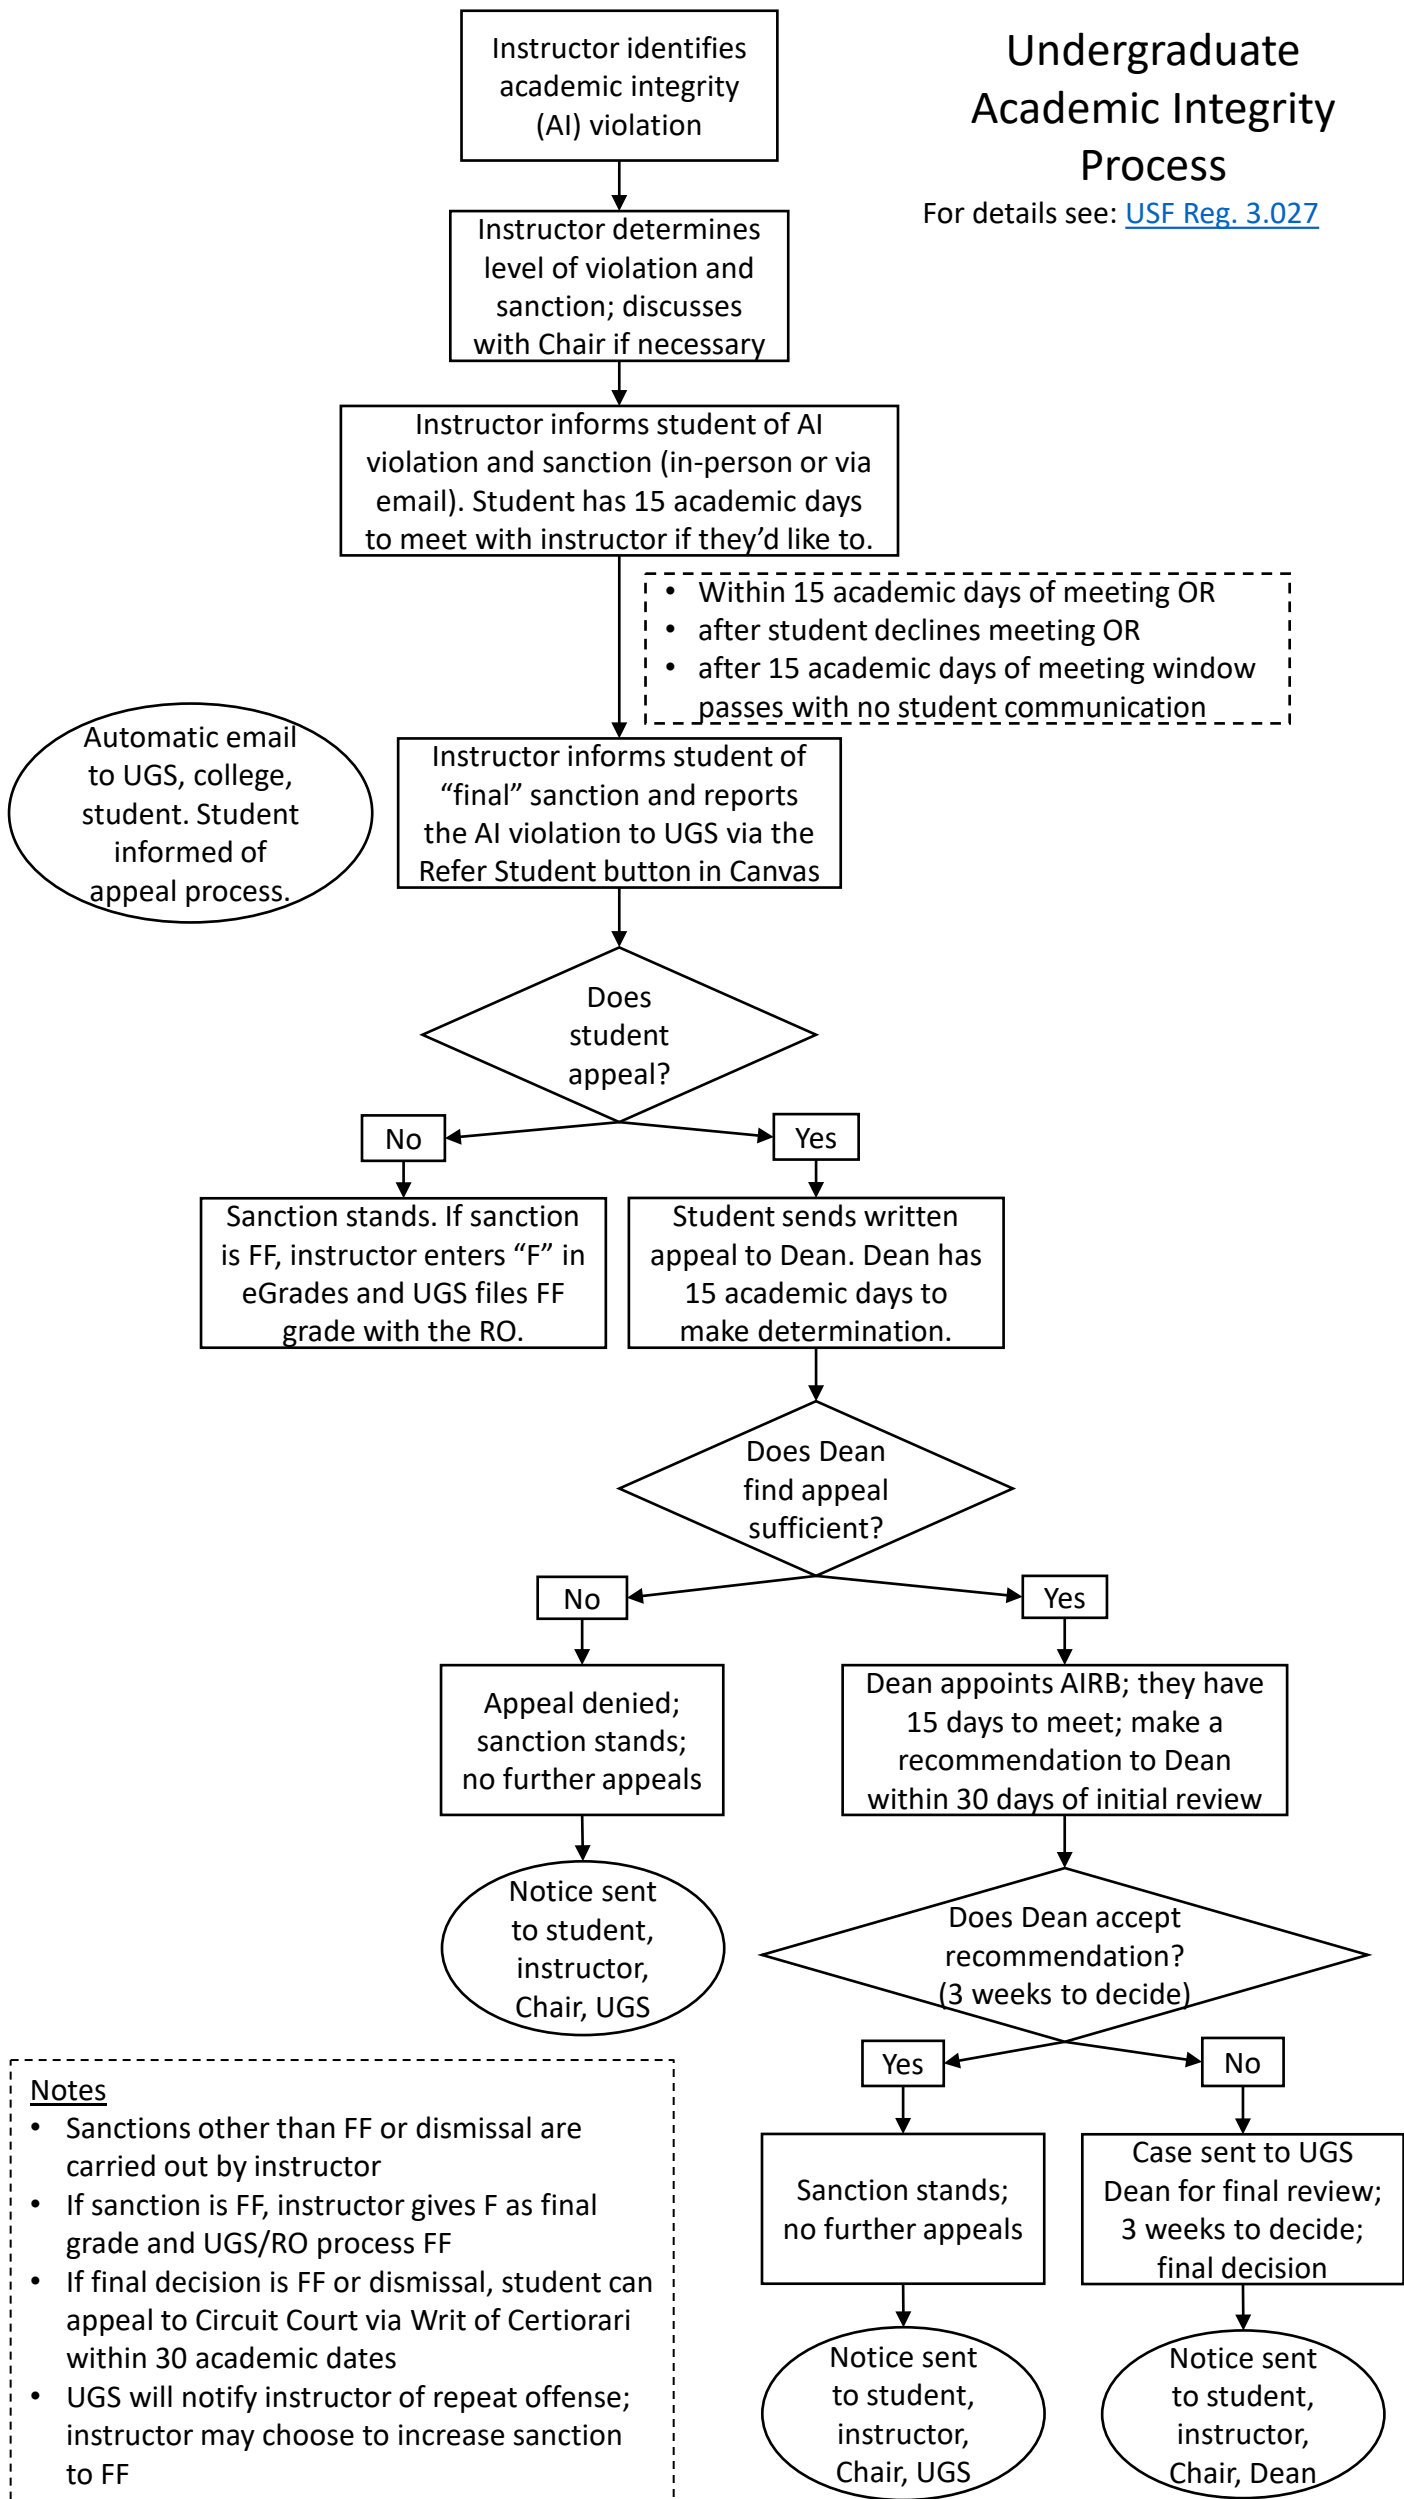 Undergraduate
Academic Integrity
Process
For details see: USF Reg. 3.027
Instructor identifies
academic integrity
(AI) violation
Instructor determines
level of violation and
sanction; discusses
with Chair if necessary
Instructor informs student of AI
violation and sanction (in-person or via
email). Student has 15 academic days
to meet with instructor if they’d like to.
• Within 15 academic days of meeting OR
• after student declines meeting OR
• after 15 academic days of meeting window
passes with no student communication
Automatic email
to UGS, college,
student. Student
informed of
appeal process.
Instructor informs student of
“final” sanction and reports
the AI violation to UGS via the
Refer Student button in Canvas
Does
student
appeal?
No
Yes
Sanction stands. If sanction
is FF, instructor enters “F” in
eGrades and UGS files FF
grade with the RO.
Student sends written
appeal to Dean. Dean has
15 academic days to
make determination.
Does Dean
find appeal
sufficient?
No
Yes
Appeal denied;
sanction stands;
no further appeals
Dean appoints AIRB; they have
15 days to meet; make a
recommendation to Dean
within 30 days of initial review
Notice sent
to student,
instructor,
Chair, UGS
Does Dean accept
recommendation?
(3 weeks to decide)
Yes
No
Sanction stands;
no further appeals
Case sent to UGS
Dean for final review;
3 weeks to decide;
final decision
Notice sent
to student,
instructor,
Chair, UGS
Notice sent
to student,
instructor,
Chair, Dean
Notes
• Sanctions other than FF or dismissal are
carried out by instructor
• If sanction is FF, instructor gives F as final
grade and UGS/RO process FF
• If final decision is FF or dismissal, student can
appeal to Circuit Court via Writ of Certiorari
within 30 academic dates
• UGS will notify instructor of repeat offense;
instructor may choose to increase sanction
to FF